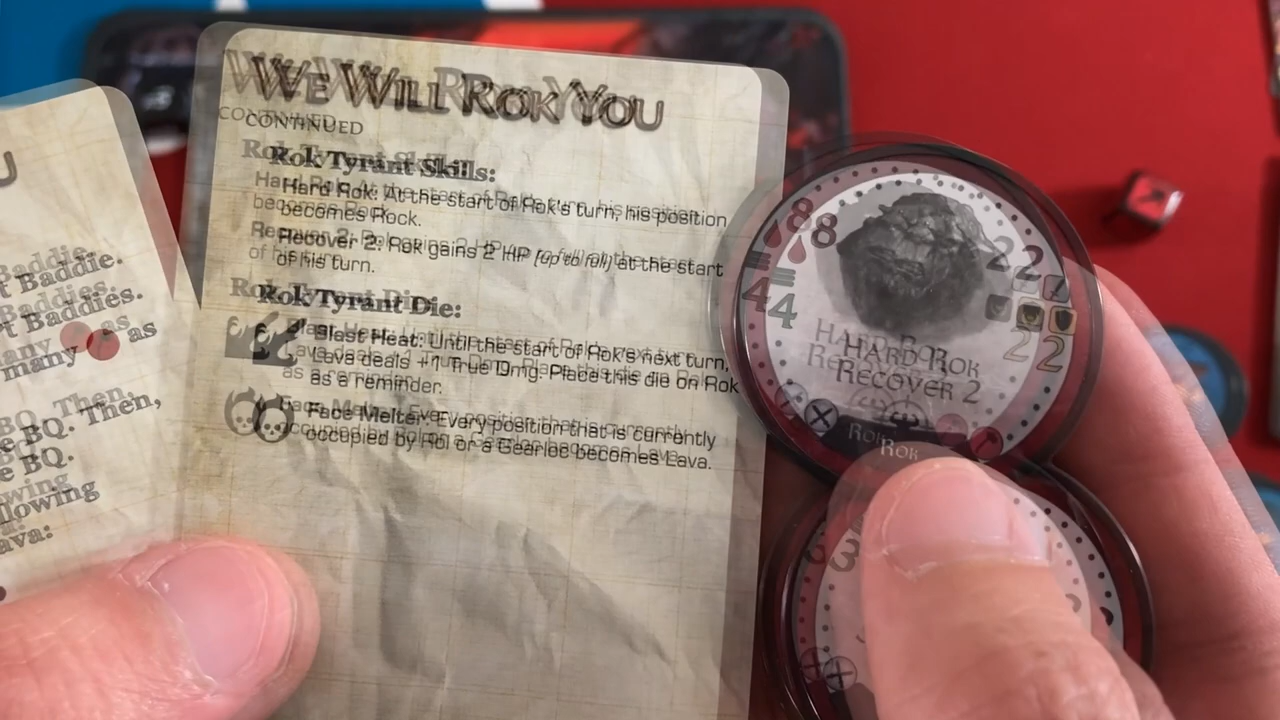 WE WILL ROK YOU
CONTINUED
Rok Tyrant Skills:
Hard Rok: At the start of Rok's turn, his position
becomes Rock.
Recover 2: Rok gains 2 HP (up to full) at the start
of his turn.
Rok Tyrant Die:
Blast Heat: Until the start of Rok's next turn,
Lava deals +1 True Dmg. Place this die on Rok
as a reminder.
Face Melter: Every position that is currently
occupied by Rok or a Gearloc becomes Lava.
Baddie.
Baddies.
many as
BQ. Then,
BQ.
8
2
4
2
HARD ROK
RECOVER 2
ROK
3